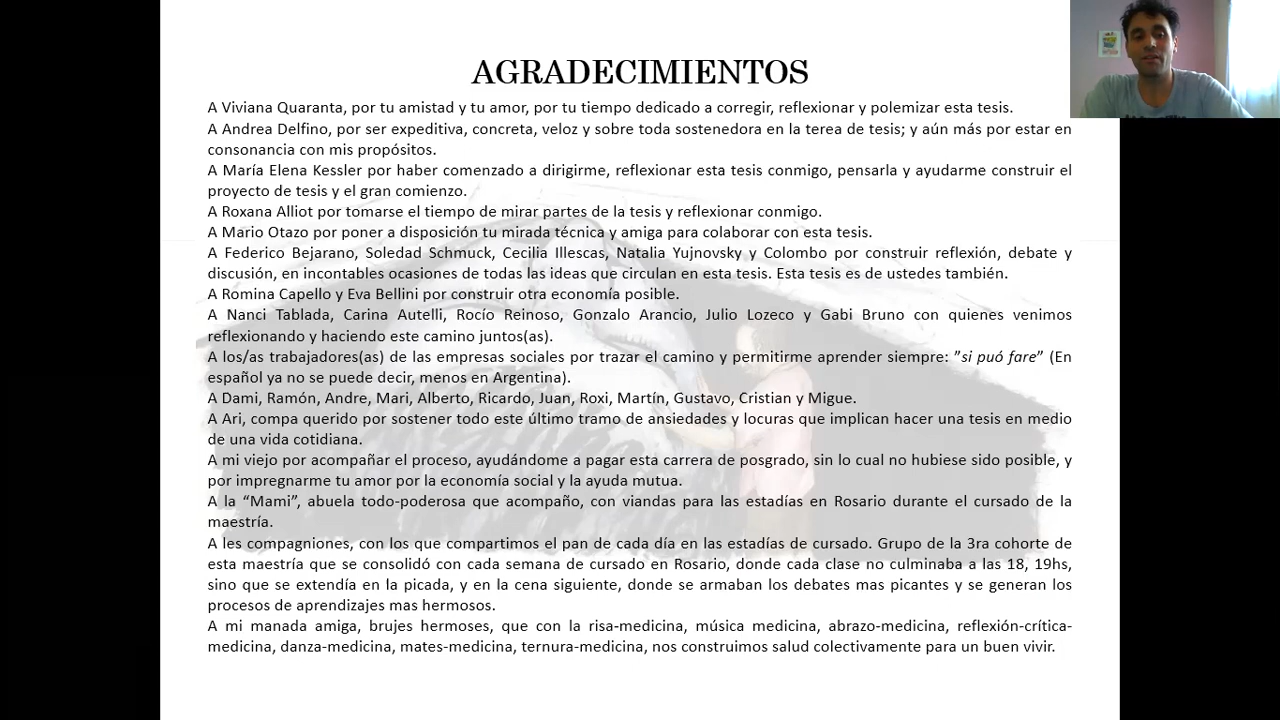 AGRADECIMIENTOS
A Viviana Quaranta, por tu amistad y tu amor, por tu tiempo dedicado a corregir, reflexionar y polemizar esta tesis.
A Andrea Delfino, por ser expeditiva, concreta, veloz y sobre toda sostenedora en la terea de tesis; y aún más por estar en
consonancia con mis propósitos.
A María Elena Kessler por haber comenzado a dirigirme, reflexionar esta tesis conmigo, pensarla y ayudarme construir el
proyecto de tesis y el gran comienzo.
A Roxana Alliot por tomarse el tiempo de mirar partes de la tesis y reflexionar conmigo.
A Mario Otazo por poner a disposición tu mirada técnica y amiga para colaborar con esta tesis.
A Federico Bejarano, Soledad Schmuck, Cecilia Illescas, Natalia Yujnovsky y Colombo por construir reflexión, debate y
discusión, en incontables ocasiones de todas las ideas que circulan en esta tesis. Esta tesis es de ustedes también.
A Romina Capello y Eva Bellini por construir otra economía posible.
A Nanci Tablada, Carina Autelli, Rocío Reinoso, Gonzalo Arancio, Julio Lozeco y Gabi Bruno con quienes venimos
reflexionando y haciendo este camino juntos(as).
A los/as trabajadores(as) de las empresas sociales por trazar el camino y permitirme aprender siempre: ”si puó fare” (En
español ya no se puede decir, menos en Argentina).
A Dami, Ramón, Andre, Mari, Alberto, Ricardo, Juan, Roxi, Martín, Gustavo, Cristian y Migue.
A Ari, compa querido por sostener todo este último tramo de ansiedades y locuras que implican hacer una tesis en medio
de una vida cotidiana.
A mi viejo por acompañar el proceso, ayudándome a pagar esta carrera de posgrado, sin lo cual no hubiese sido posible, y
por impregnarme tu amor por la economía social y la ayuda mutua.
A la “Mami”, abuela todo-poderosa que acompaño, con viandas para las estadías en Rosario durante el cursado de la
maestría.
A les compagniones, con los que compartimos el pan de cada día en las estadías de cursado. Grupo de la 3ra cohorte de
esta maestría que se consolidó con cada semana de cursado en Rosario, donde cada clase no culminaba a las 18, 19hs,
sino que se extendía en la picada, y en la cena siguiente, donde se armaban los debates mas picantes y se generan los
procesos de aprendizajes mas hermosos.
A mi manada amiga, brujes hermoses, que con la risa-medicina, música medicina, abrazo-medicina, reflexión-crítica-
medicina, danza-medicina, mates-medicina, ternura-medicina, nos construimos salud colectivamente para un buen vivir.